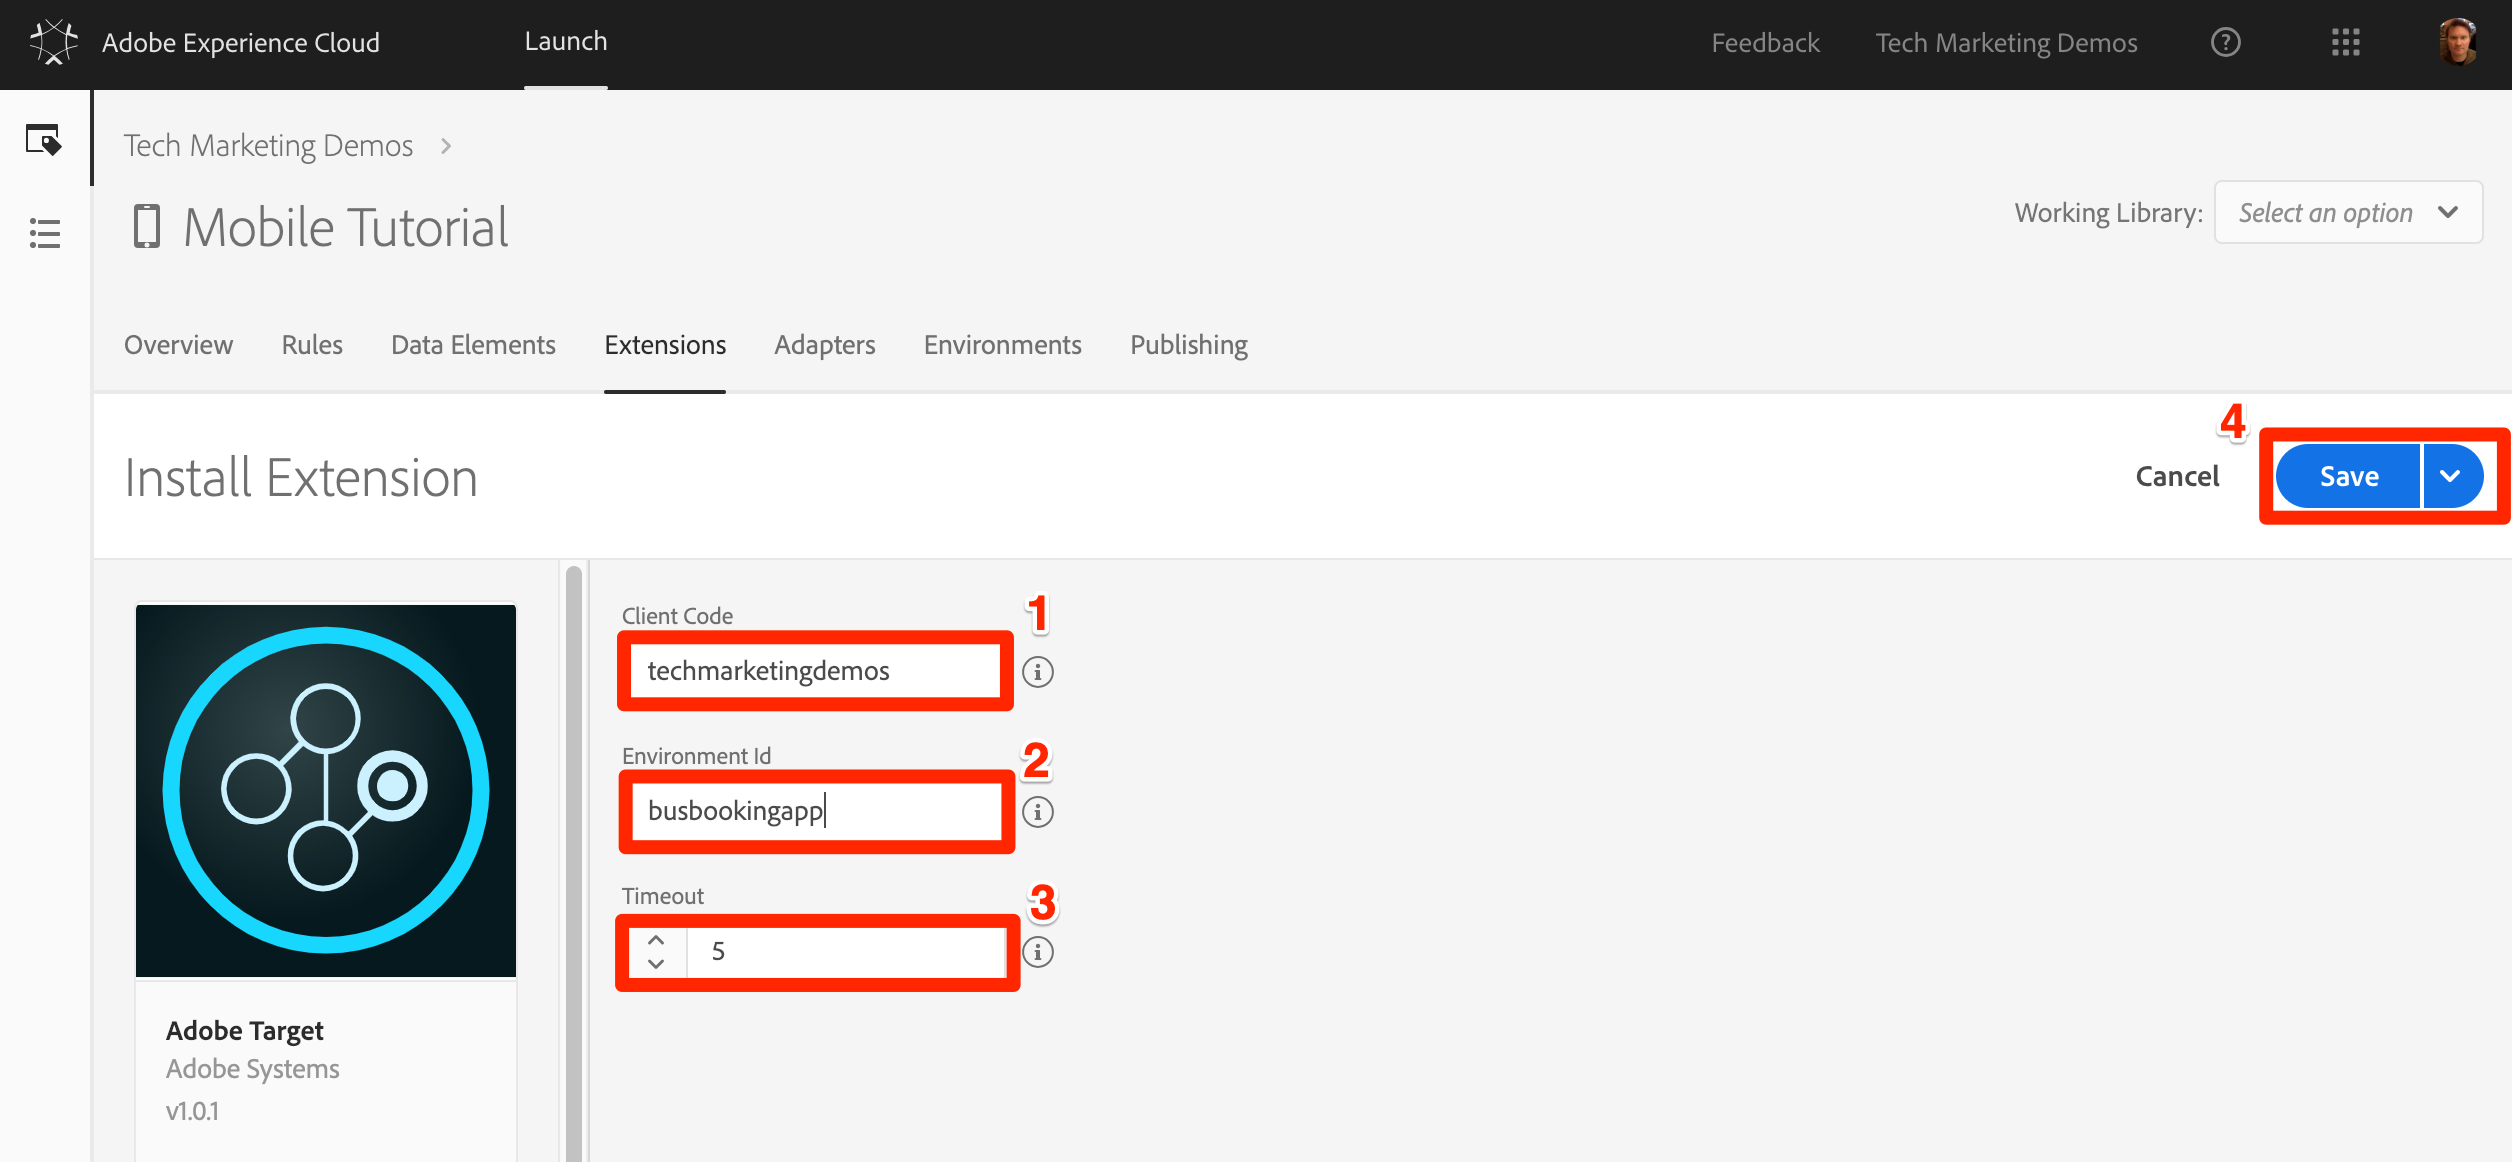 Adobe Experience Cloud
Launch
Feedback
Tech Marketing Demos
Tech Marketing Demos
Mobile Tutorial
Working Library:
Select an option
Overview
Rules
Data Elements
Extensions
Adapters
Environments
Publishing
Install Extension
Cancel
4
Save
Client Code
1
techmarketingdemos
Environment Id
2
busbookingapp
Timeout
3
5
Adobe Target
Adobe Systems
v1.0.1